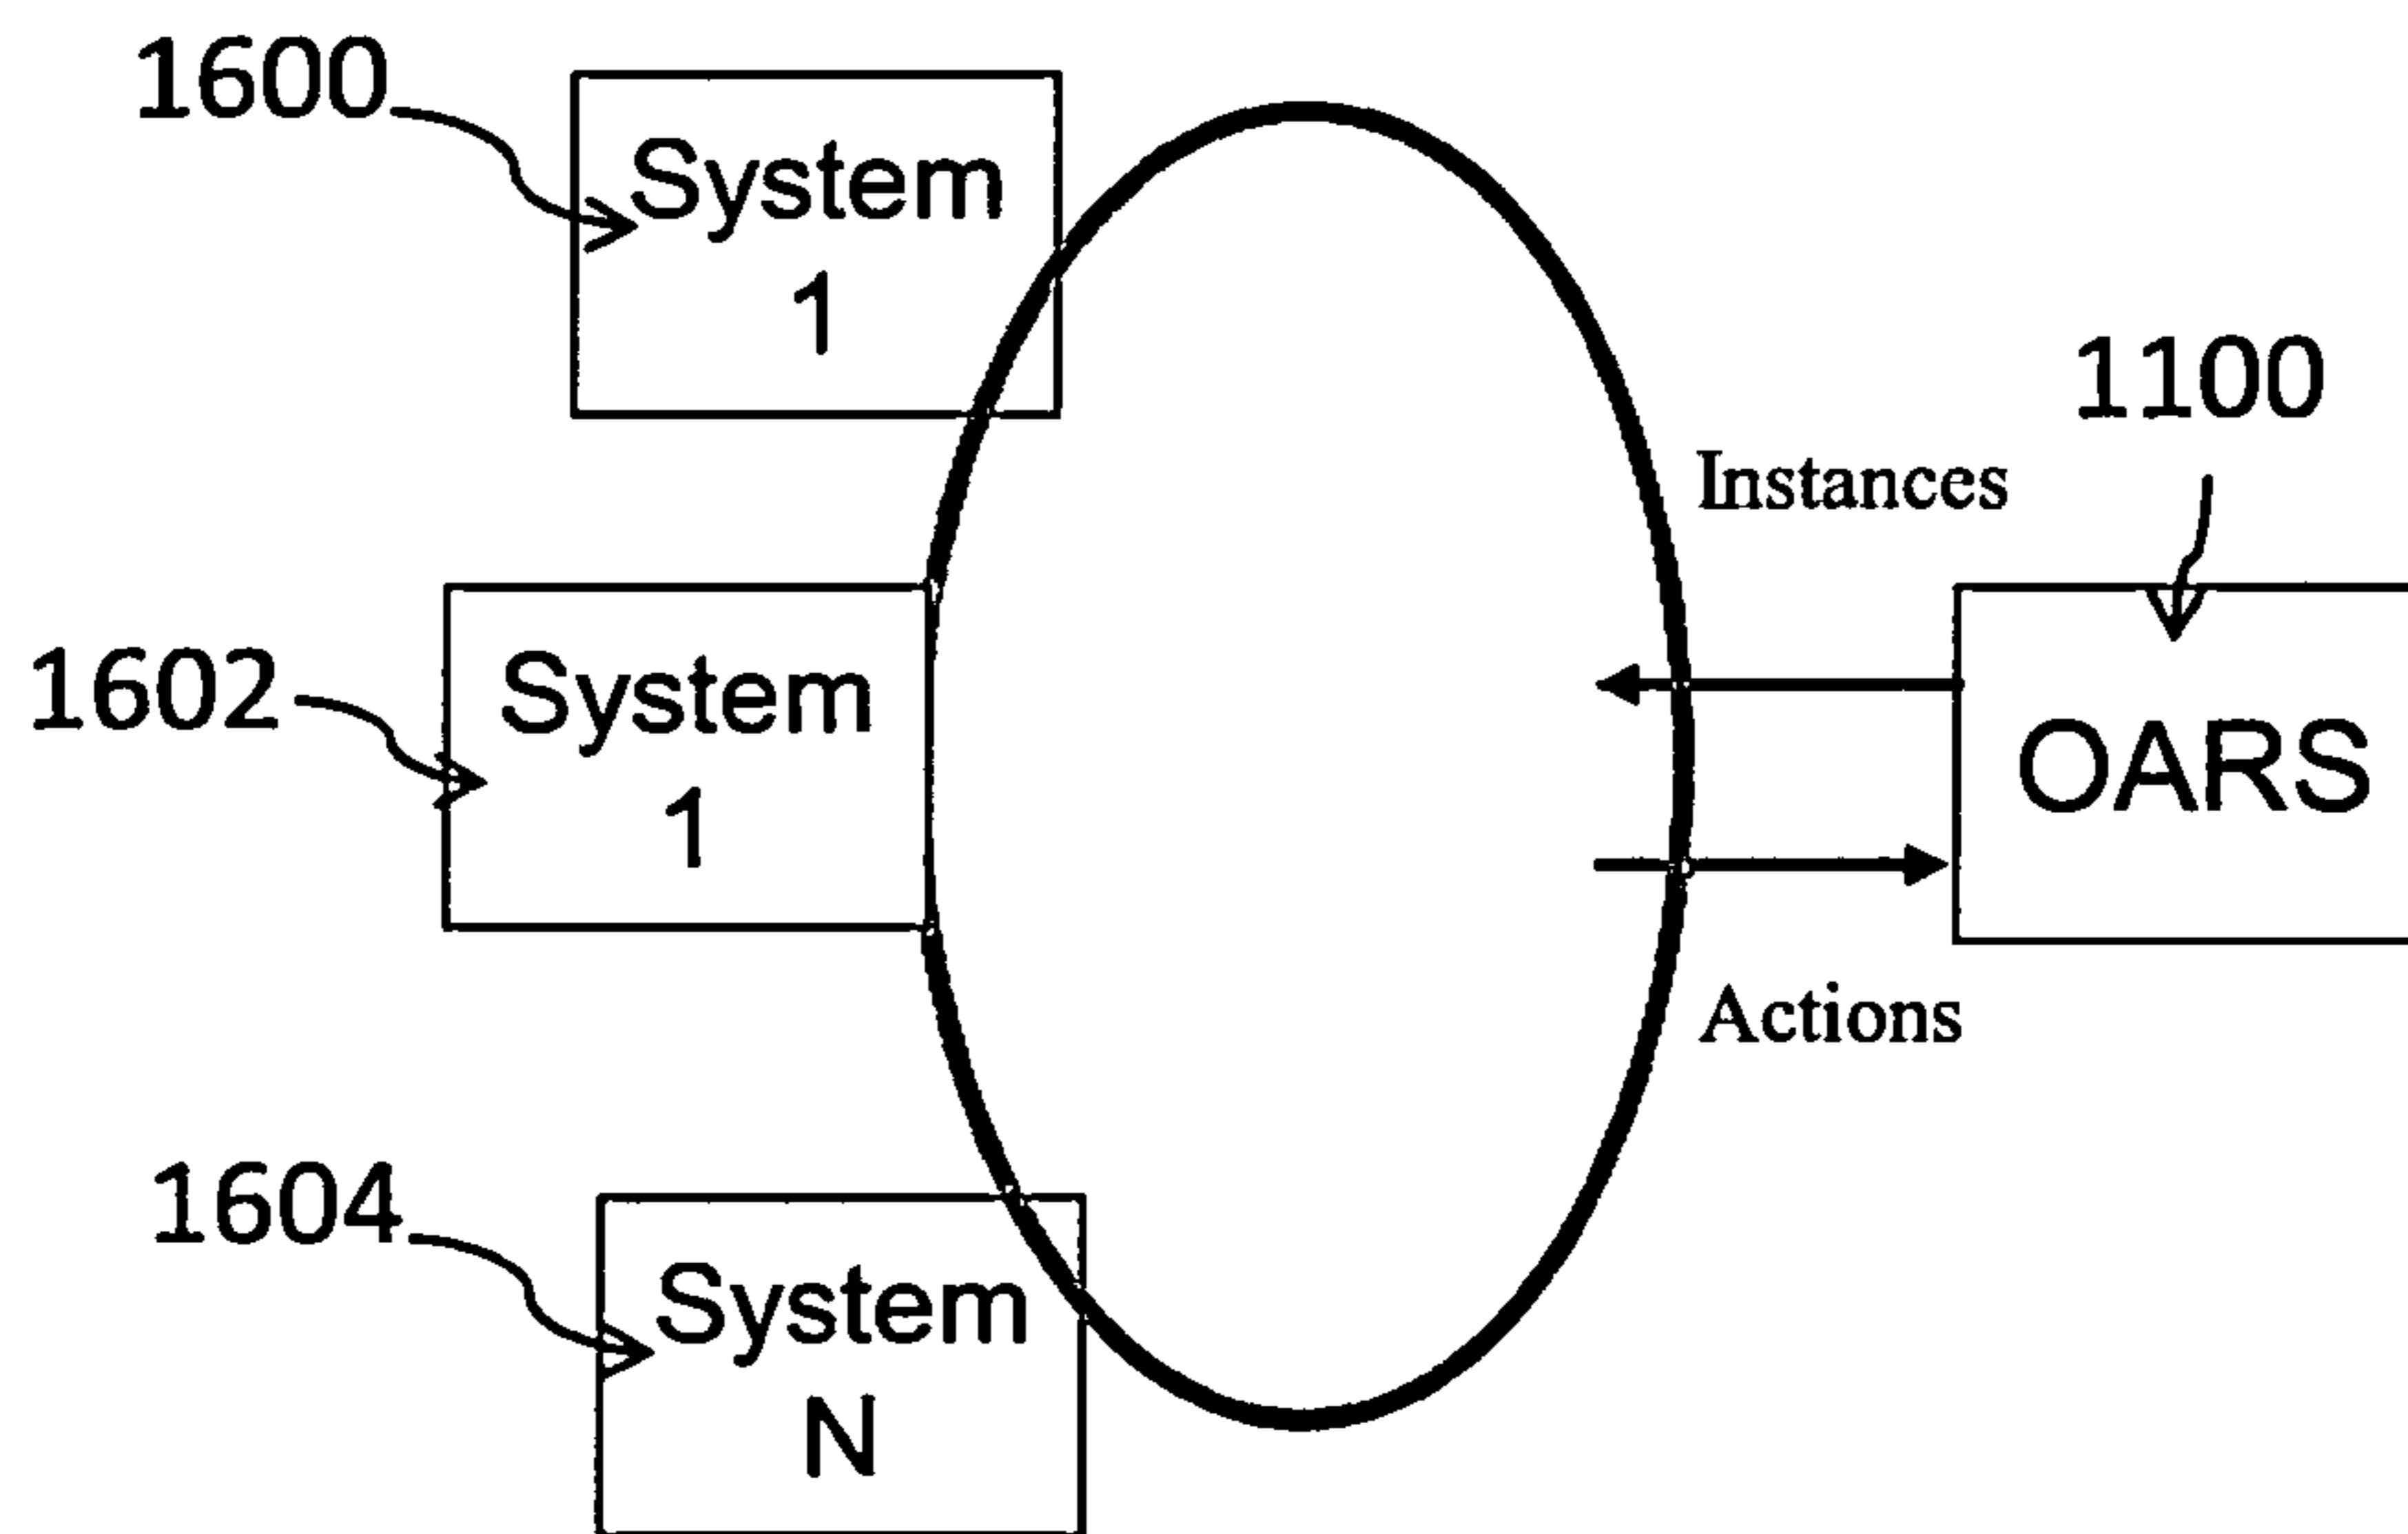 1600
System
1
1100
Instances
1602
System
1
OARS
Actions
1604
System
N